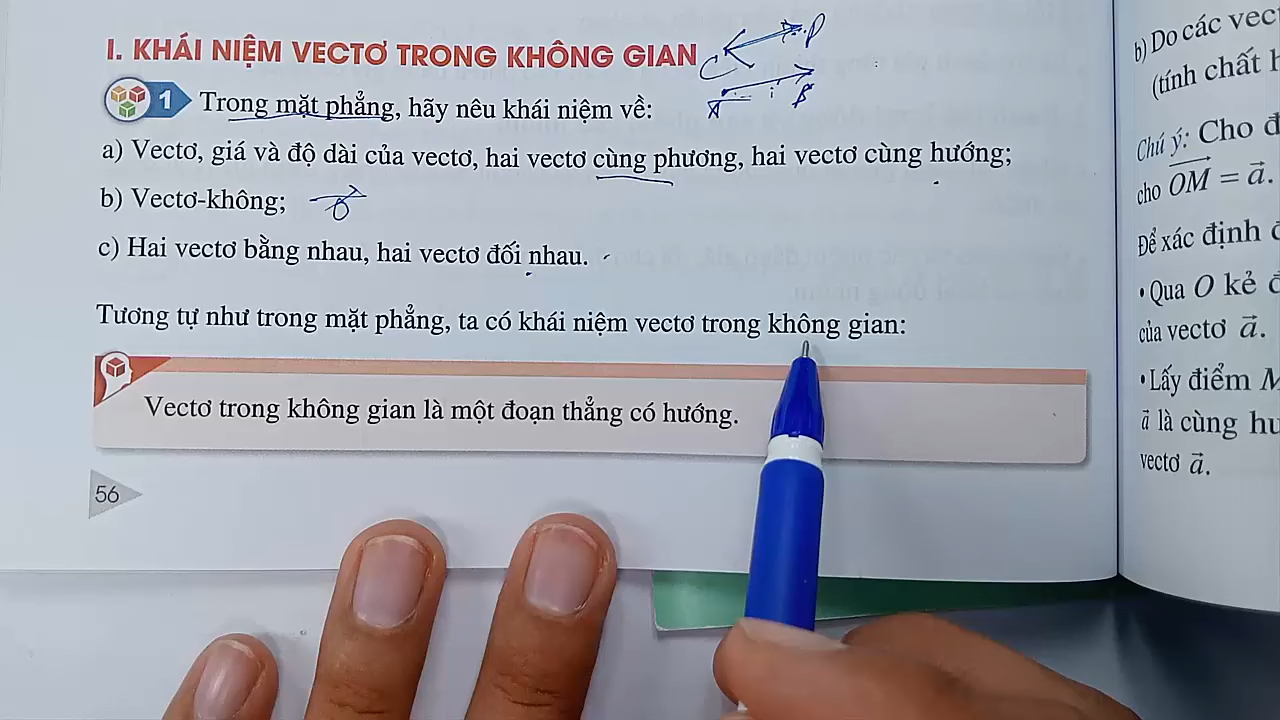 I. KHÁI NIỆM VECTƠ TRONG KHÔNG GIAN
C D
A B
1 Trong mặt phẳng, hãy nêu khái niệm về:
a) Vectơ, giá và độ dài của vectơ, hai vectơ cùng phương, hai vectơ cùng hướng;
b) Vectơ-không;
c) Hai vectơ bằng nhau, hai vectơ đối nhau.
Tương tự như trong mặt phẳng, ta có khái niệm vectơ trong không gian:
Vectơ trong không gian là một đoạn thẳng có hướng.
56
b) Do các
(tính chất
Chú ý: Cho
cho $\overrightarrow{OM} = \vec{a}$.
Để xác định
• Qua O kẻ
của vectơ $\vec{a}$.
• Lấy điểm M
$\vec{a}$ là cùng
vectơ $\vec{a}$.